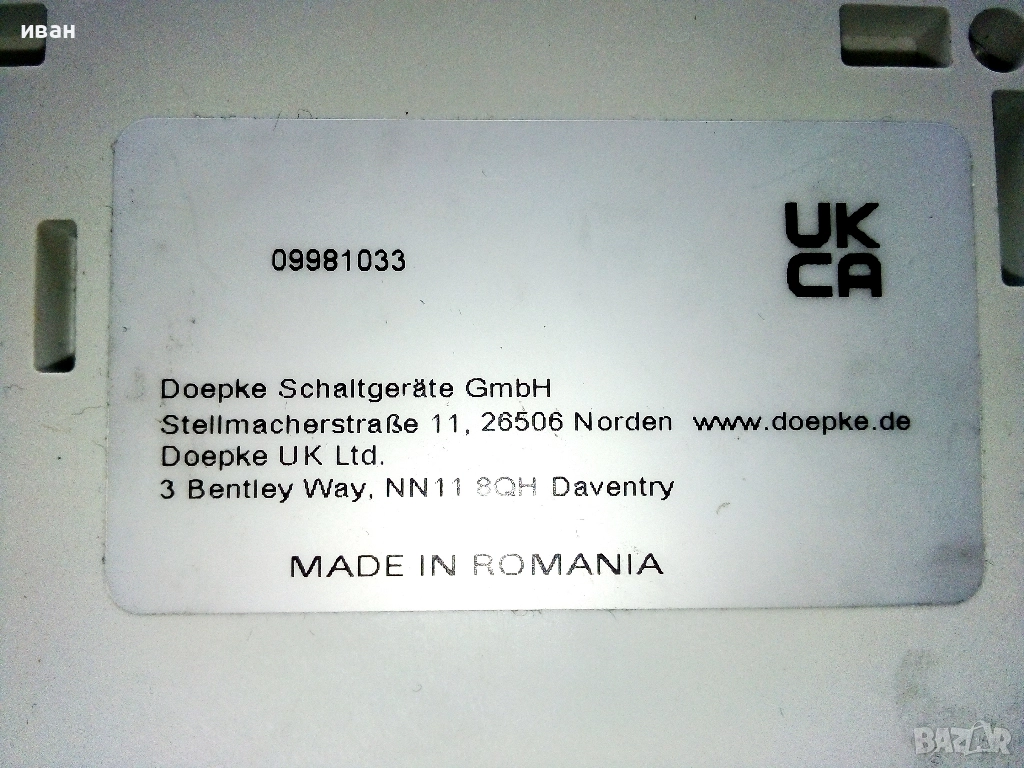 иван
UK
CA
09981033
Doepke Schaltgeräte GmbH
Stellmacherstraße 11, 26506 Norden www.doepke.de
Doepke UK Ltd.
3 Bentley Way, NN11 8QH Daventry
MADE IN ROMANIA
BAZAR